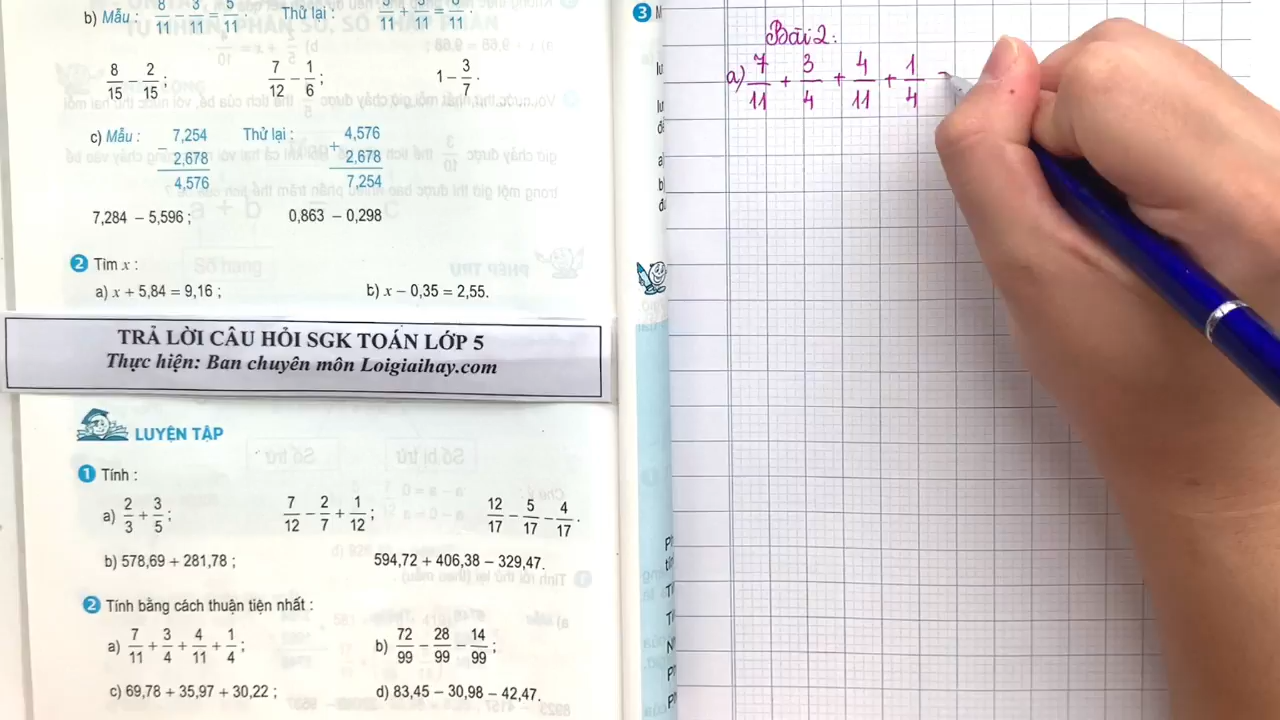 b) Mẫu : 8/11 − 3/11 = 5/11. Thử lại : 5/11 + 3/11 = 8/11.
8/15 − 2/15 ; 7/12 − 1/6 ; 1 − 3/7 .
c) Mẫu : 7,254 Thử lại : 4,576
− 2,678 + 2,678
4,576 7,254
7,284 − 5,596 ; 0,863 − 0,298
2 Tìm x :
a) x + 5,84 = 9,16 ; b) x − 0,35 = 2,55.
TRẢ LỜI CÂU HỎI SGK TOÁN LỚP 5
Thực hiện: Ban chuyên môn Loigiaihay.com
LUYỆN TẬP
1 Tính :
a) 2/3 + 3/5 ; 7/12 − 2/7 + 1/12 ; 12/17 − 5/17 − 4/17 .
b) 578,69 + 281,78 ; 594,72 + 406,38 − 329,47.
2 Tính bằng cách thuận tiện nhất :
a) 7/11 + 3/4 + 4/11 + 1/4 ; b) 72/99 − 28/99 − 14/99 ;
c) 69,78 + 35,97 + 30,22 ; d) 83,45 − 30,98 − 42,47.
3
Bài 2:
a) 7/11 + 3/4 + 4/11 + 1/4